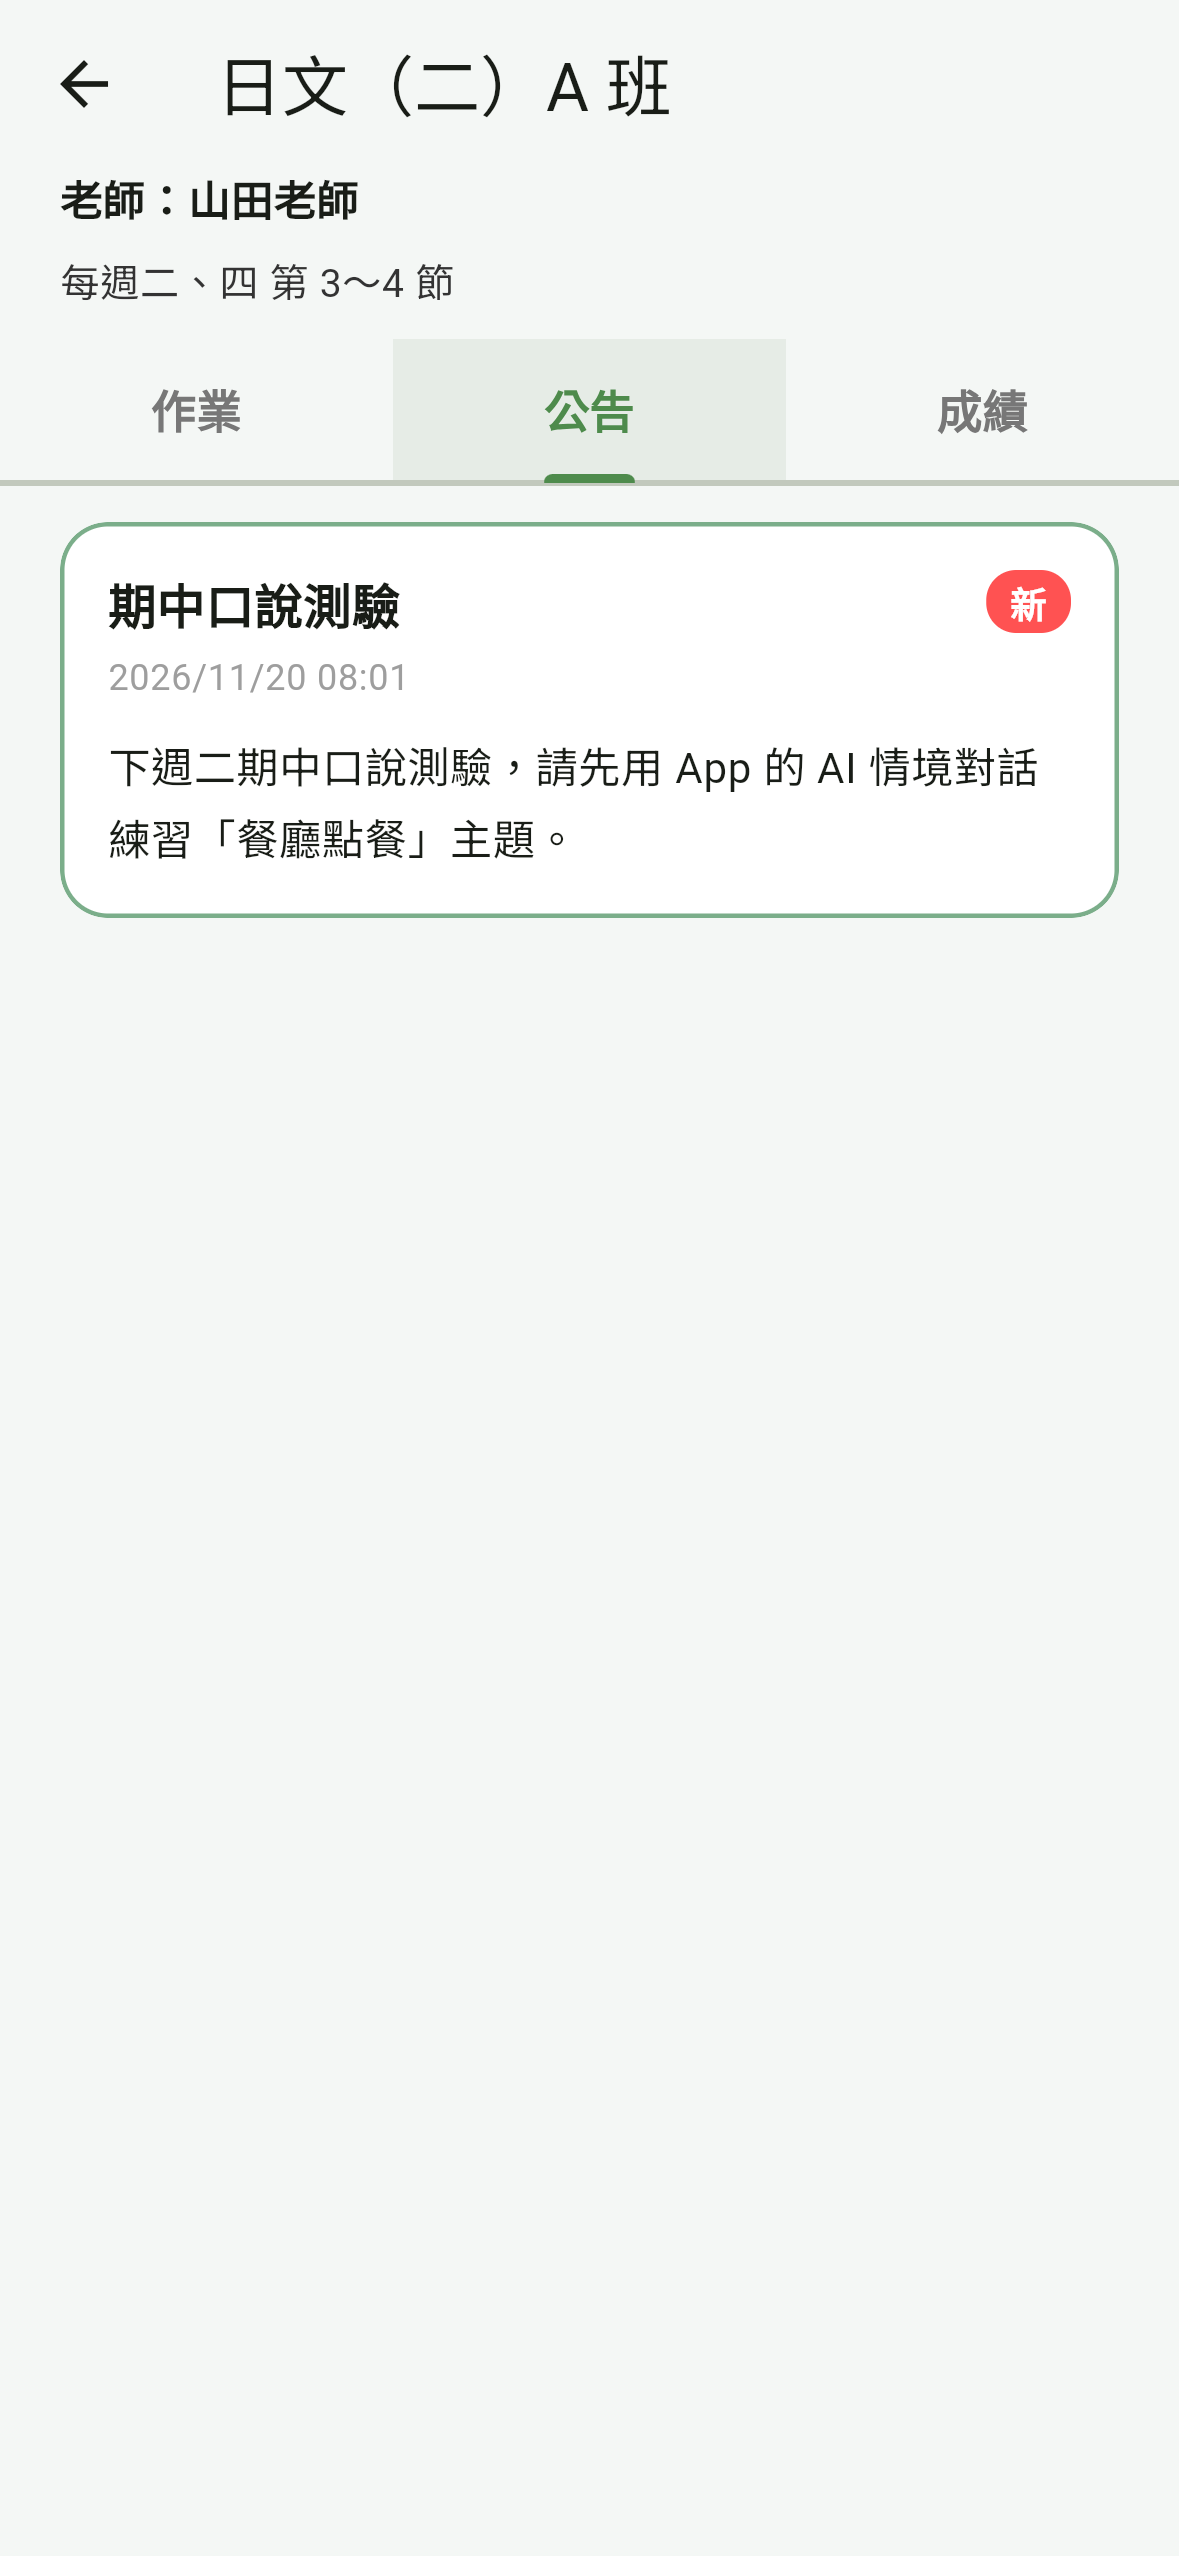 日文（二）A 班
老師：山田老師
每週二、四 第 3～4 節
作業
公告
成績
期中口說測驗
新
2026/11/20 08:01
下週二期中口說測驗，請先用 App 的 AI 情境對話
練習「餐廳點餐」主題。